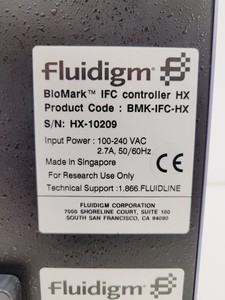 fluidigm®
BioMark™ IFC controller HX
Product Code : BMK-IFC-HX
S/N: HX-10209
Input Power : 100-240 VAC
2.7A, 50/60Hz
Made in Singapore
For Research Use Only
Technical Support :1.866.FLUIDLINE
CE
FLUIDIGM CORPORATION
7000 SHORELINE COURT, SUITE 100
SOUTH SAN FRANCISCO, CA 94080
fluidigm